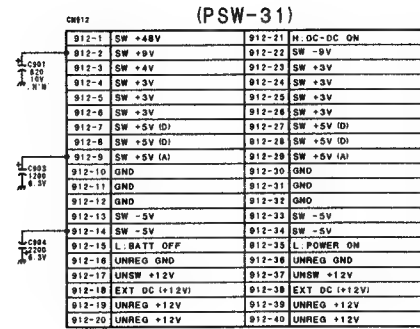 (PSW-31)
CN912
912-1 SW +48V 912-21 H:DC-DC ON
912-2 SW +9V 912-22 SW -9V
912-3 SW +4V 912-23 SW +3V
912-4 SW +3V 912-24 SW +3V
912-5 SW +3V 912-25 SW +3V
912-6 SW +3V 912-26 SW +3V
912-7 SW +5V (D) 912-27 SW +5V (D)
912-8 SW +5V (D) 912-28 SW +5V (D)
912-9 SW +5V (A) 912-29 SW +5V (A)
912-10 GND 912-30 GND
912-11 GND 912-31 GND
912-12 GND 912-32 GND
912-13 SW -5V 912-33 SW -5V
912-14 SW -5V 912-34 SW -5V
912-15 L:BATT OFF 912-35 L:POWER ON
912-16 UNREG GND 912-36 UNREG GND
912-17 UNSW +12V 912-37 UNSW +12V
912-18 EXT DC (+12V) 912-38 EXT DC (+12V)
912-19 UNREG +12V 912-39 UNREG +12V
912-20 UNREG +12V 912-40 UNREG +12V
C901
820
10V
C903
1200
6.3V
C904
2200
6.3V